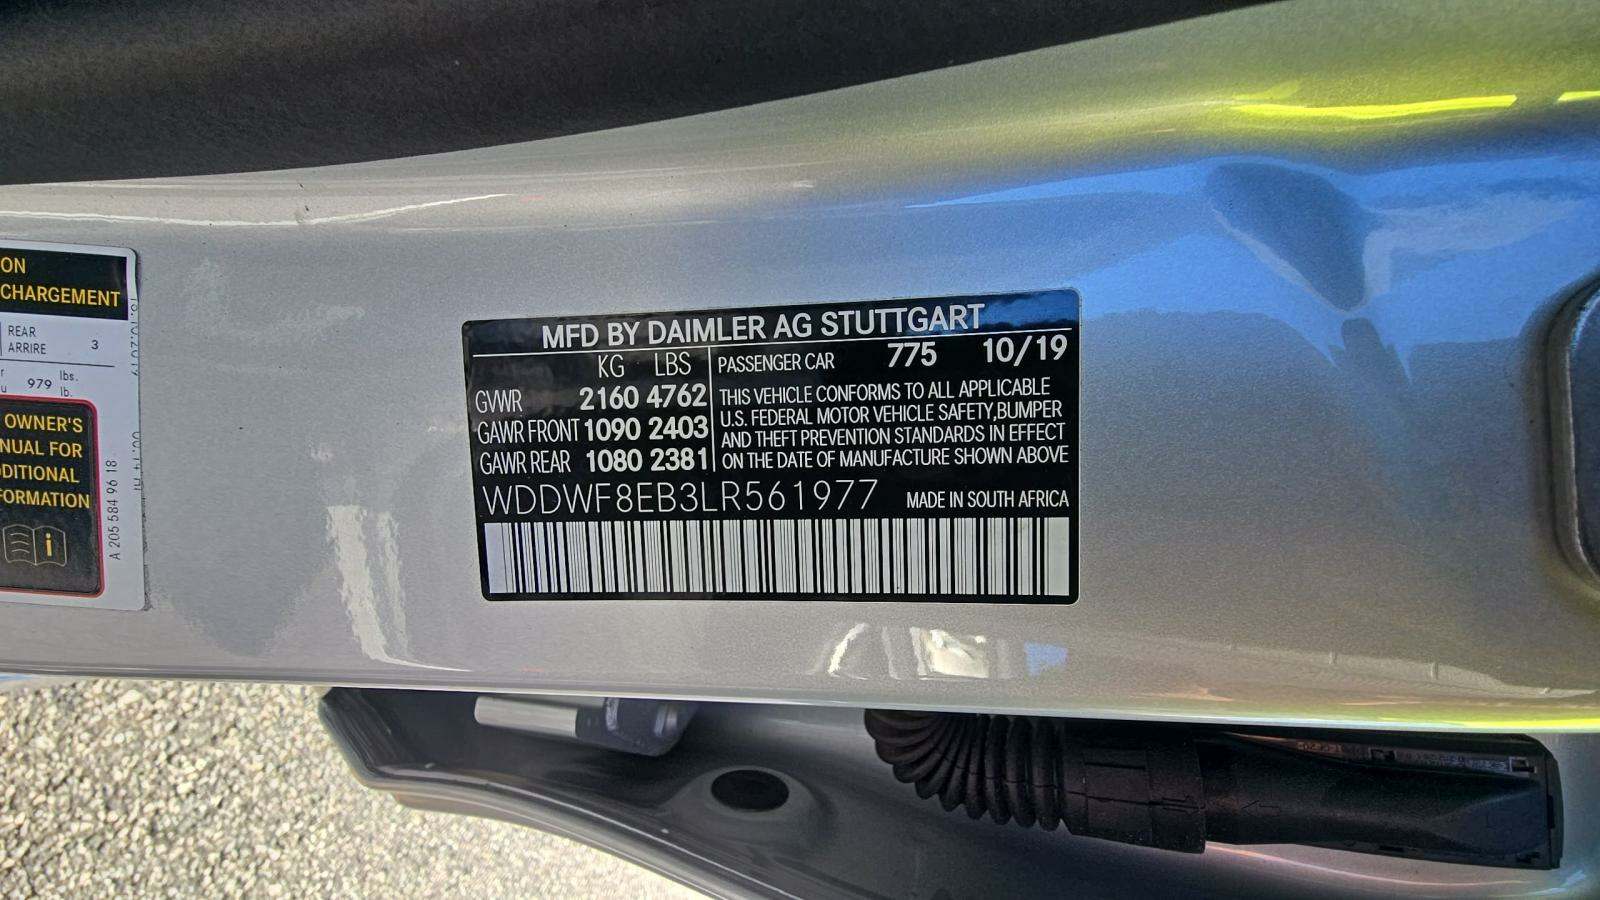 ON
CHARGEMENT
REAR
ARRIRE
3
979
lbs.
lb.
OWNER'S
NUAL FOR
DITIONAL
FORMATION
A 205 584 96 18
MFD BY DAIMLER AG STUTTGART
KG LBS
GVWR 2160 4762
GAWR FRONT 1090 2403
GAWR REAR 1080 2381
PASSENGER CAR 775 10/19
THIS VEHICLE CONFORMS TO ALL APPLICABLE
U.S. FEDERAL MOTOR VEHICLE SAFETY,BUMPER
AND THEFT PREVENTION STANDARDS IN EFFECT
ON THE DATE OF MANUFACTURE SHOWN ABOVE
WDDWF8EB3LR561977 MADE IN SOUTH AFRICA